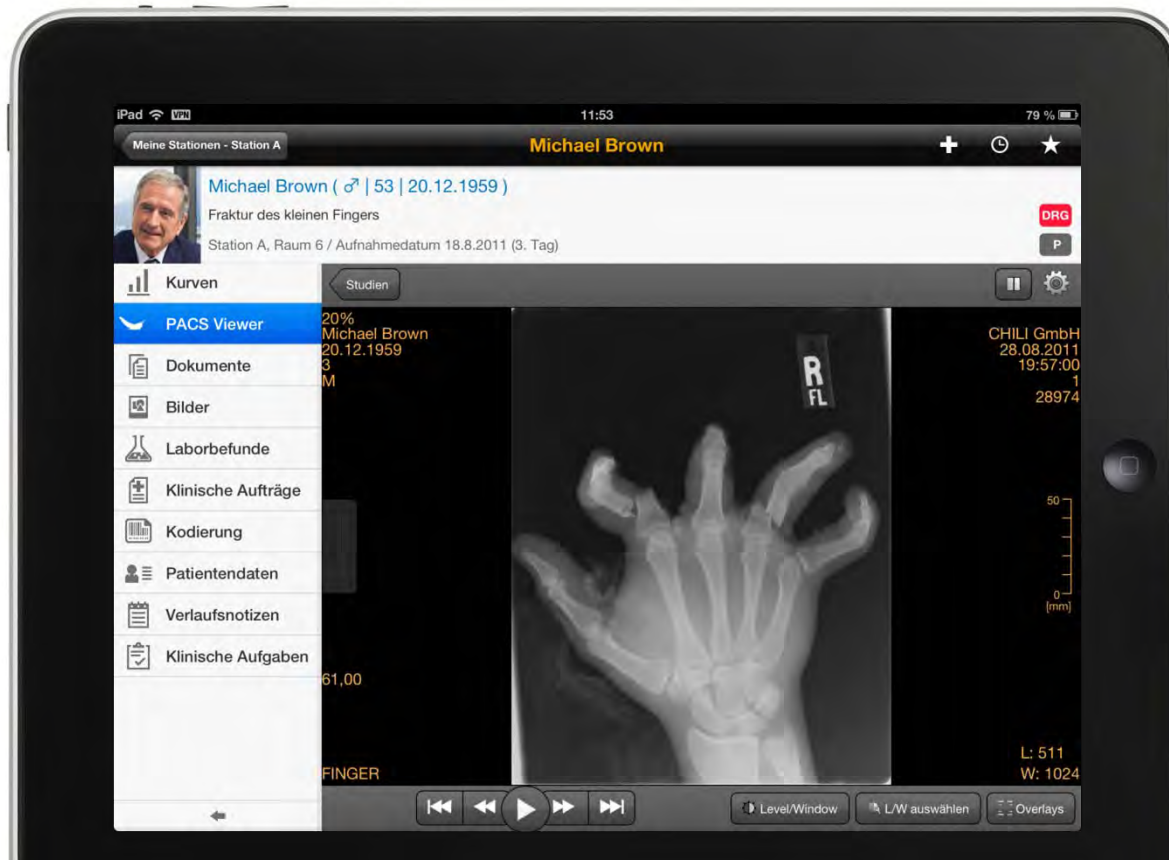 iPad VPN 11:53 79 %
Meine Stationen - Station A Michael Brown
Michael Brown ( ♂ | 53 | 20.12.1959 )
Fraktur des kleinen Fingers
DRG
Station A, Raum 6 / Aufnahmedatum 18.8.2011 (3. Tag)
P
Kurven
PACS Viewer
Dokumente
Bilder
Laborbefunde
Klinische Aufträge
Kodierung
Patientendaten
Verlaufsnotizen
Klinische Aufgaben
Studien
20%
Michael Brown
20.12.1959
3
M
CHILI GmbH
28.08.2011
19:57:00
1
28974
R
FL
50
0
[mm]
61,00
FINGER
L: 511
W: 1024
Level/Window L/W auswählen Overlays